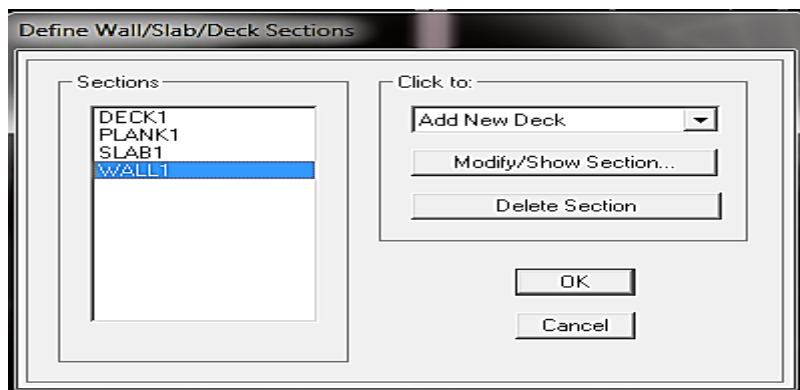 Define Wall/Slab/Deck Sections
Sections
DECK1
PLANK1
SLAB1
WALL1
Click to:
Add New Deck
Modify/Show Section...
Delete Section
OK
Cancel